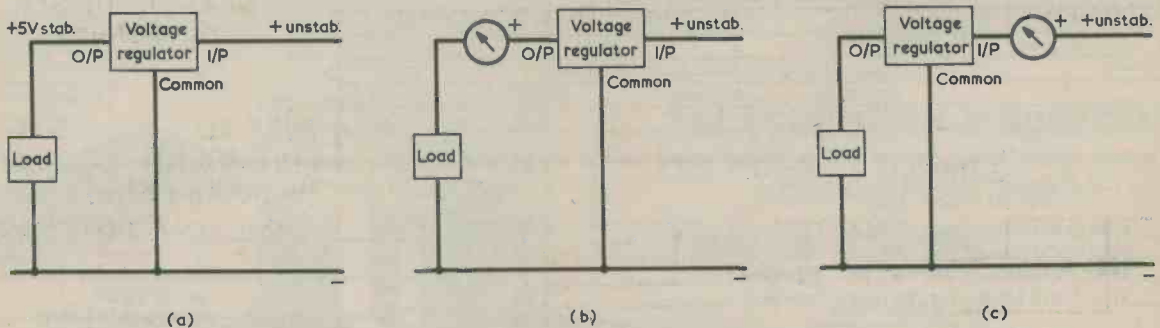 +5V stab.
Voltage
regulator
+ unstab.
O/P
I/P
Common
Load
-
(a)
+
Voltage
regulator
+ unstab.
O/P
I/P
Common
Load
-
(b)
Voltage
regulator
+
+unstab.
O/P
I/P
Common
Load
-
(c)